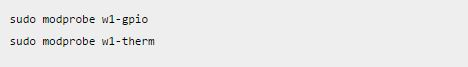 sudo modprobe w1-gpio
sudo modprobe w1-therm